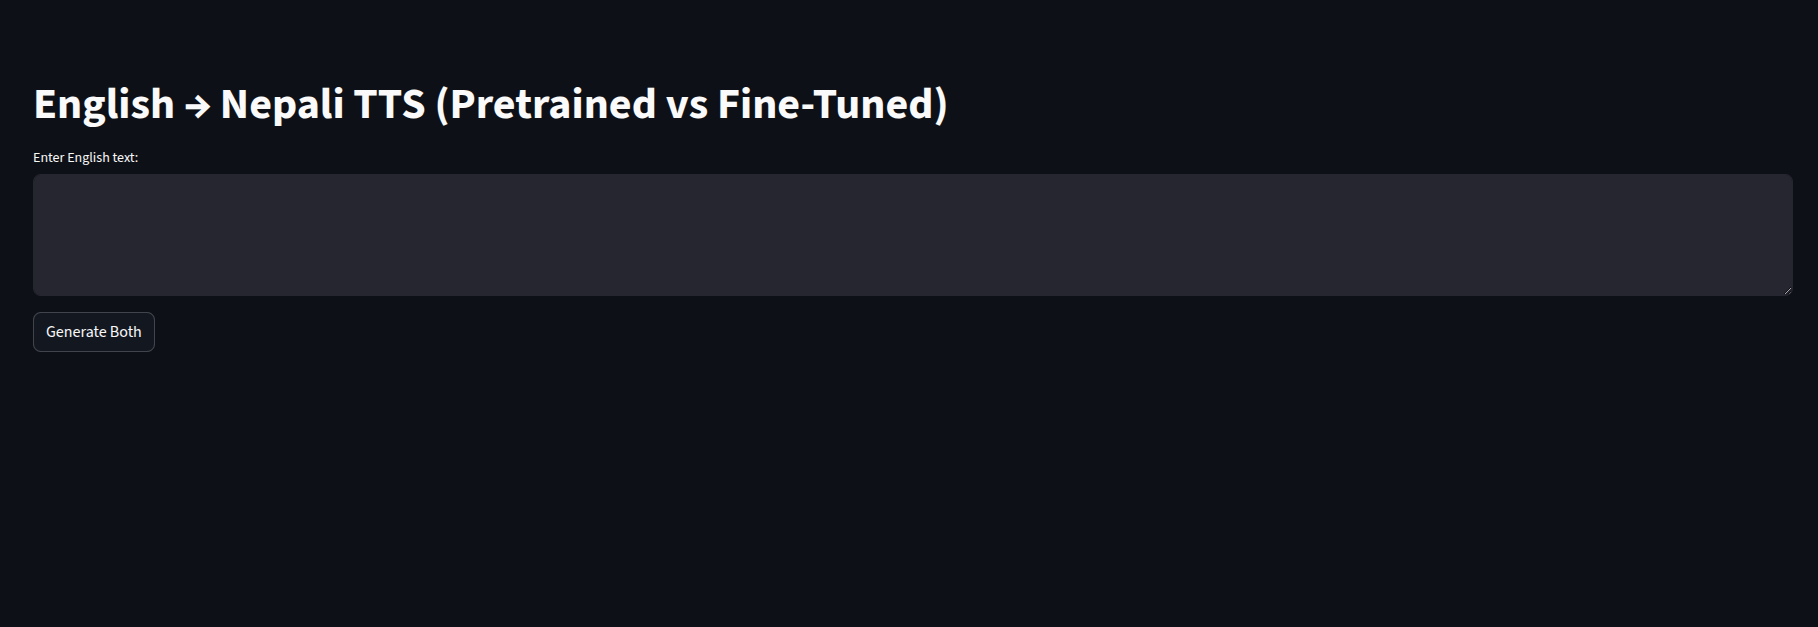 English → Nepali TTS (Pretrained vs Fine-Tuned)
Enter English text:
Generate Both